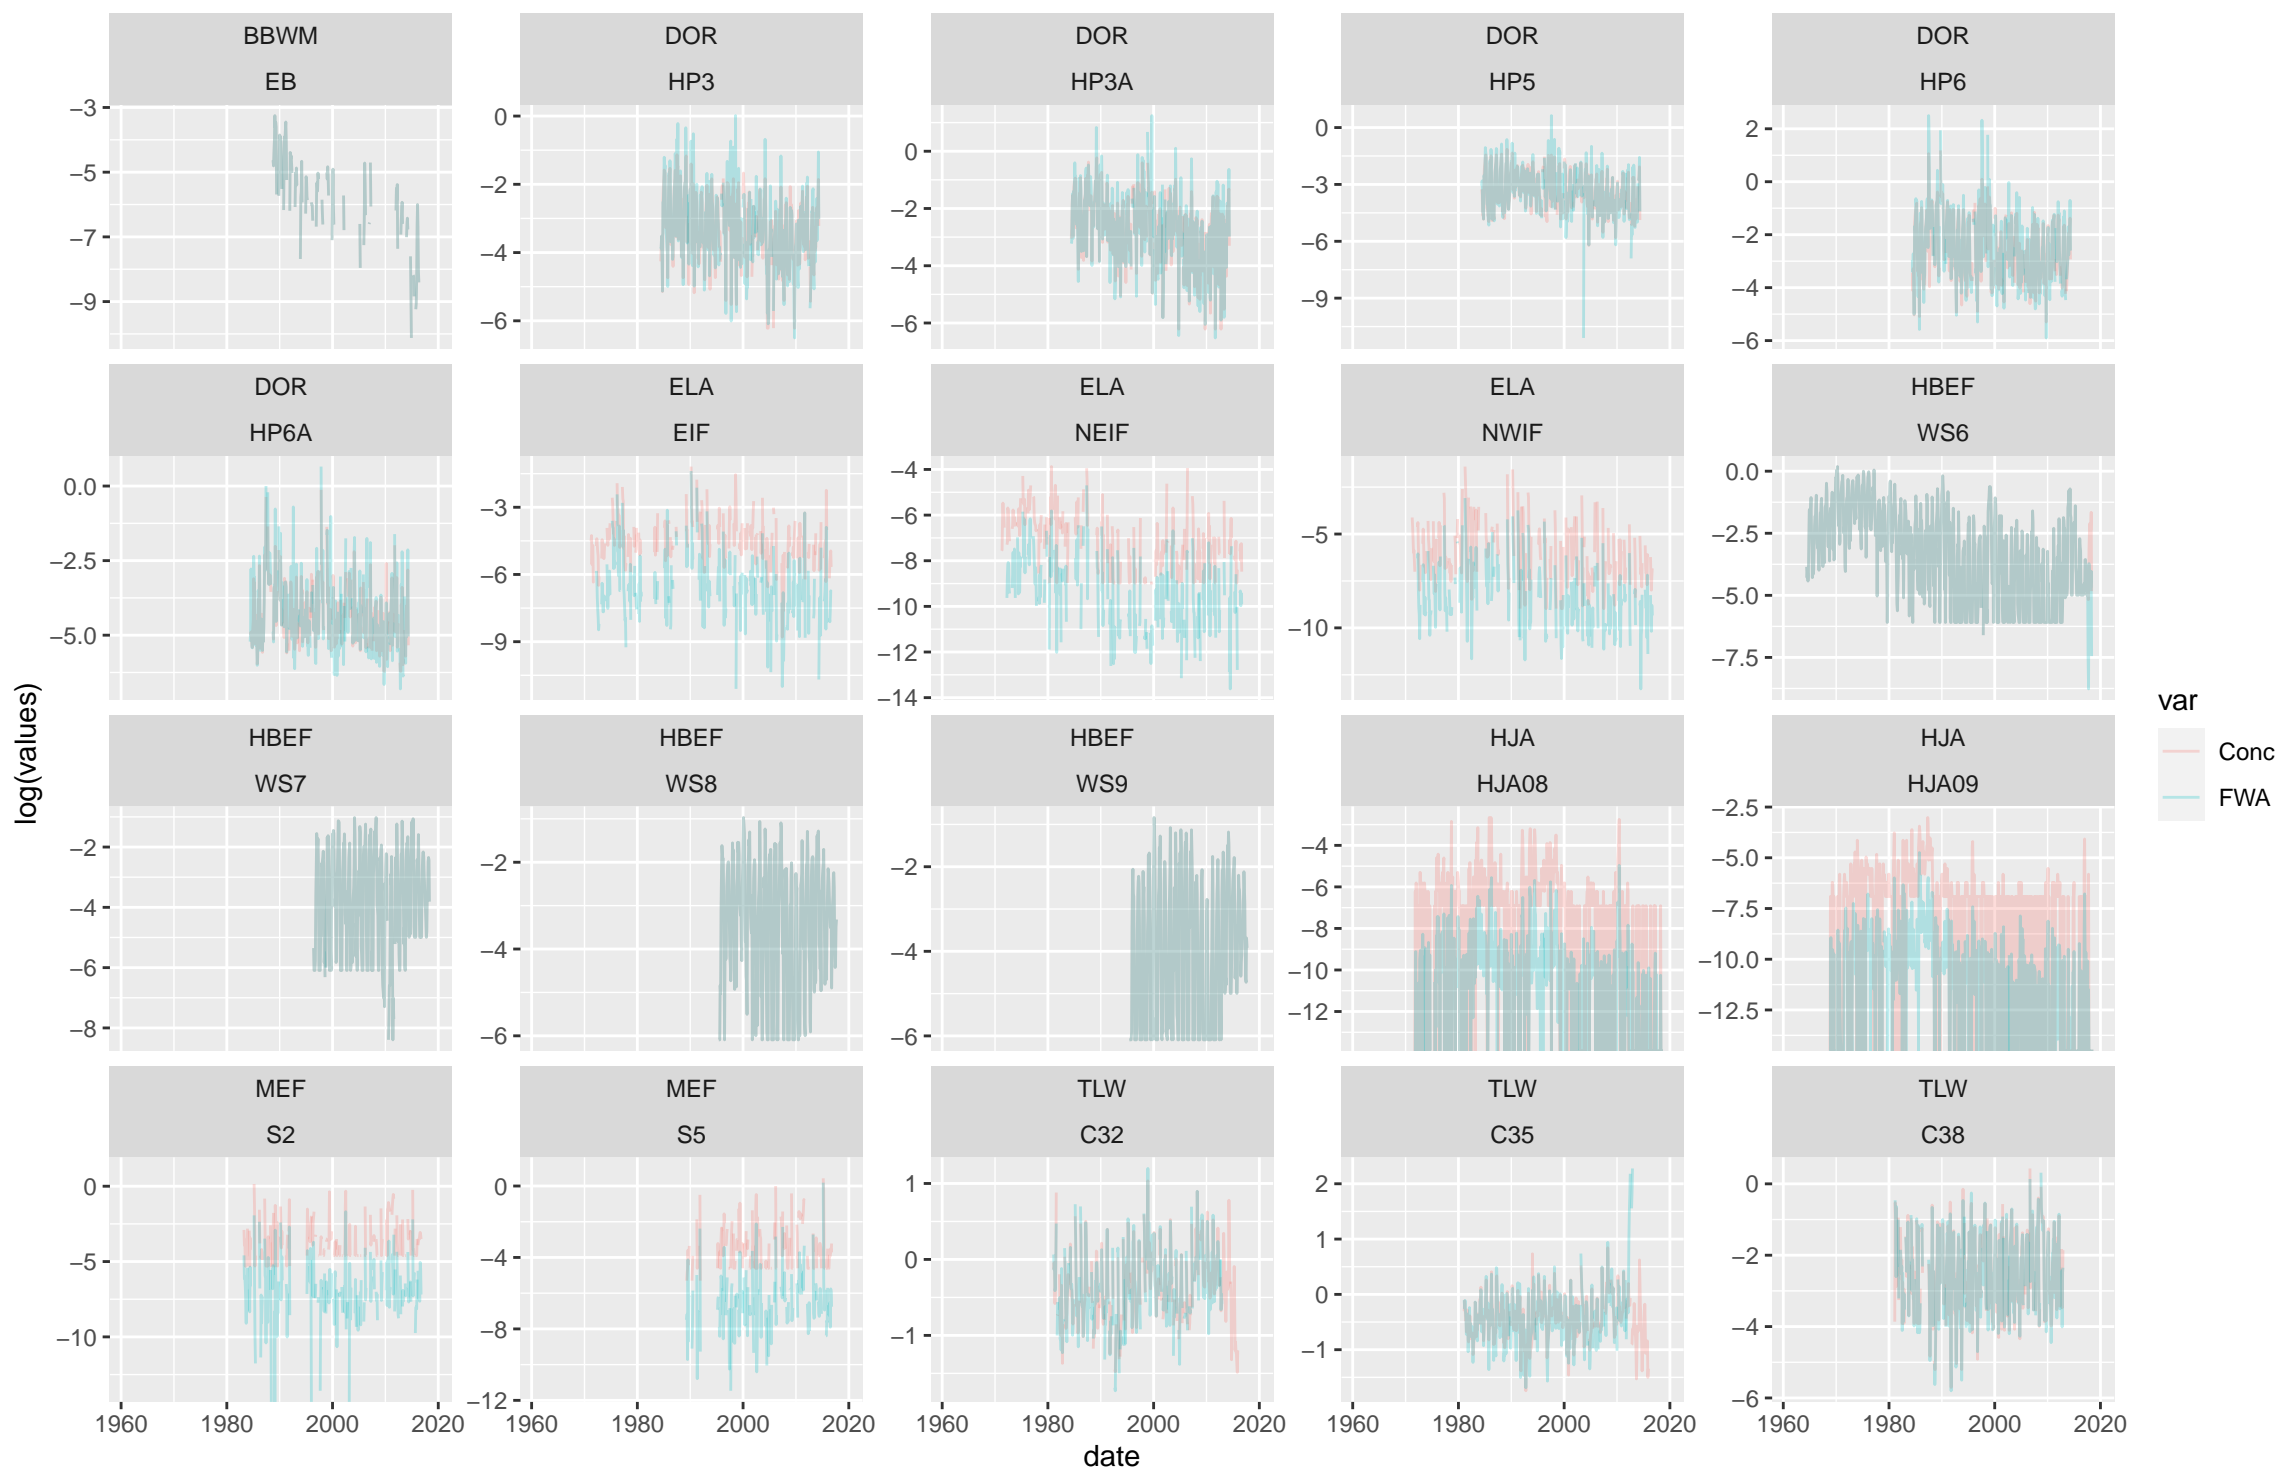 BBWM
EB
−3
−5
−7
−9
DOR
HP3
0
−2
−4
−6
DOR
HP3A
0
−2
−4
−6
DOR
HP5
0
−3
−6
−9
DOR
HP6
2
0
−2
−4
−6
DOR
HP6A
0.0
−2.5
−5.0
ELA
EIF
−3
−6
−9
ELA
NEIF
−4
−6
−8
−10
−12
−14
ELA
NWIF
−5
−10
HBEF
WS6
0.0
−2.5
−5.0
−7.5
HBEF
WS7
−2
−4
−6
−8
HBEF
WS8
−2
−4
−6
HBEF
WS9
−2
−4
−6
HJA
HJA08
−4
−6
−8
−10
−12
HJA
HJA09
−2.5
−5.0
−7.5
−10.0
−12.5
MEF
S2
0
−5
−10
MEF
S5
0
−4
−8
−12
TLW
C32
1
0
−1
TLW
C35
2
1
0
−1
TLW
C38
0
−2
−4
−6
1960 1980 2000 2020
1960 1980 2000 2020
1960 1980 2000 2020
1960 1980 2000 2020
1960 1980 2000 2020
date
log(values)
var
Conc
FWA